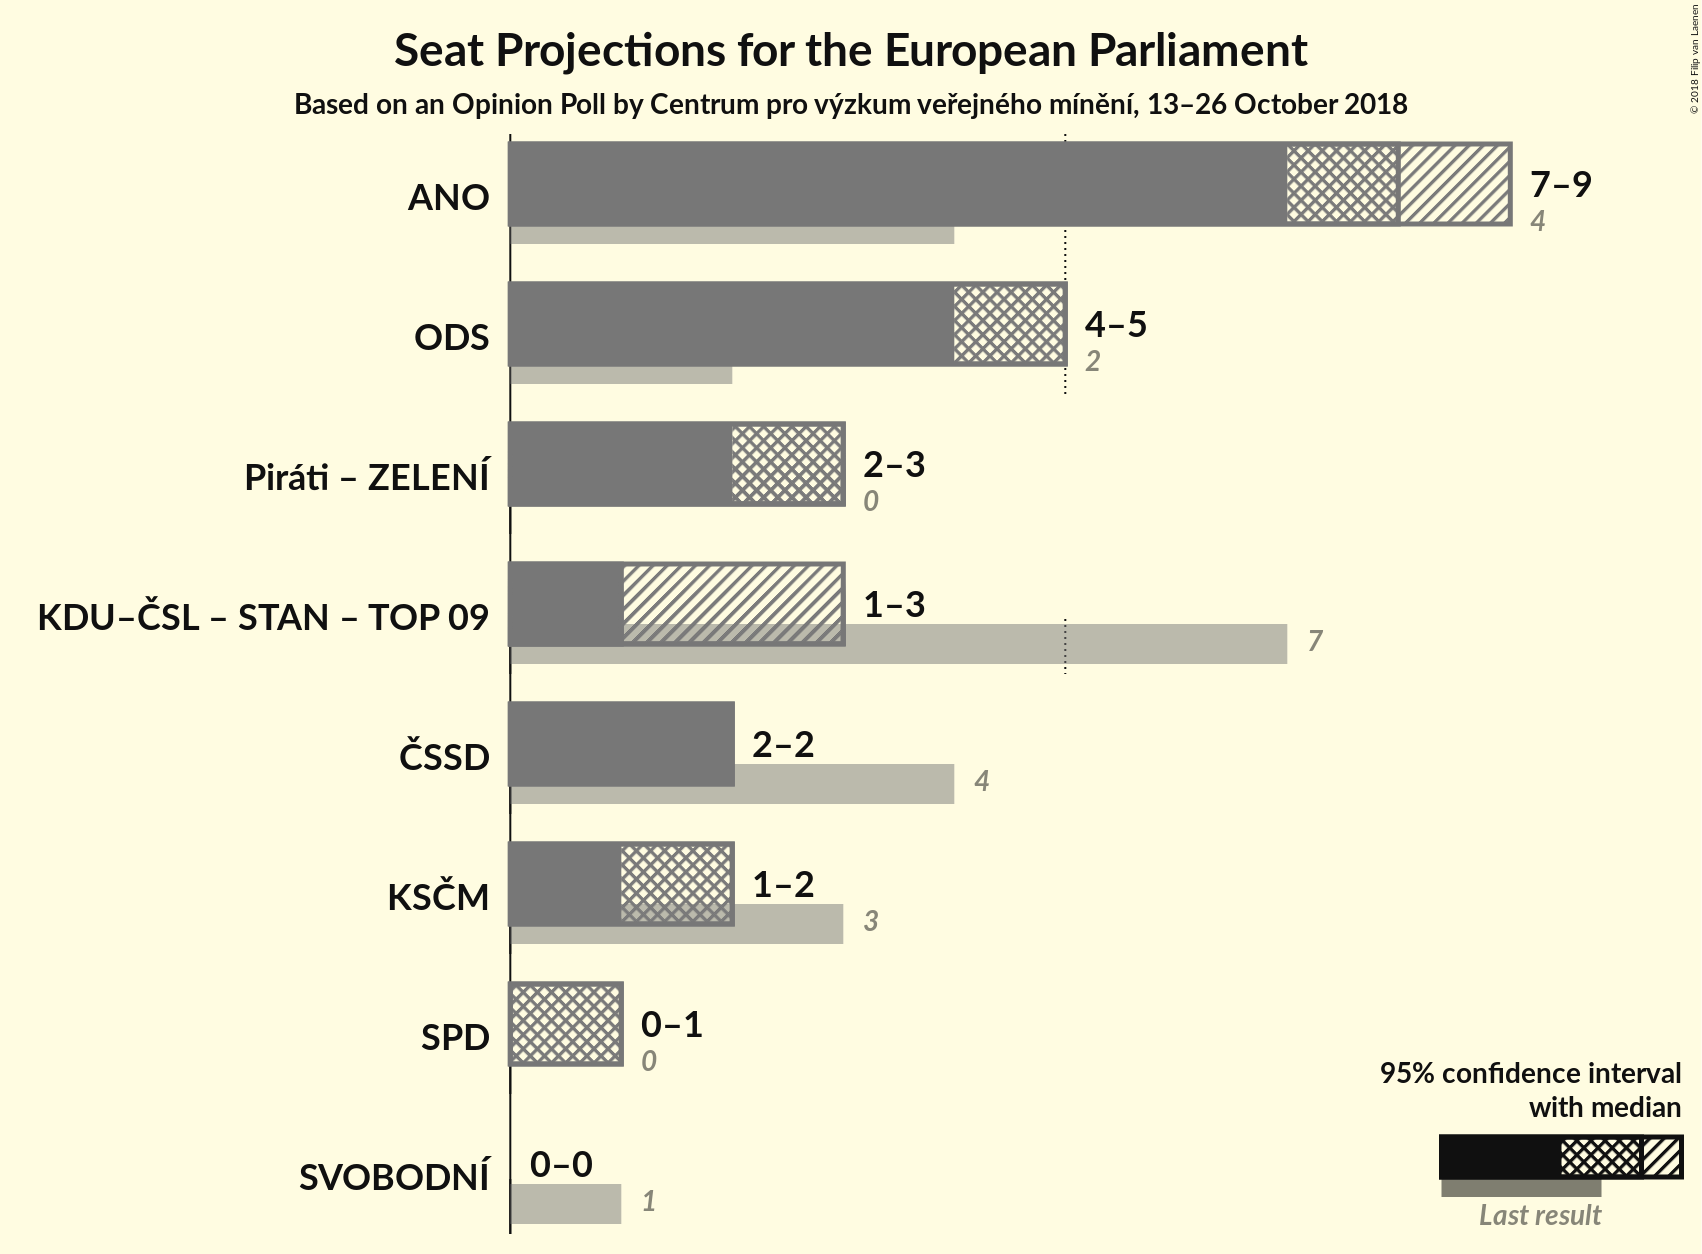 Seat Projections for the European Parliament
Based on an Opinion Poll by Centrum pro výzkum veřejného mínění, 13–26 October 2018
© 2018 Filip van Laenen
ANO
7–9
4
ODS
4–5
2
Piráti – ZELENÍ
2–3
0
KDU–ČSL – STAN – TOP 09
1–3
7
ČSSD
2–2
4
KSČM
1–2
3
SPD
0–1
0
SVOBODNÍ
0–0
1
95% confidence interval
with median
Last result